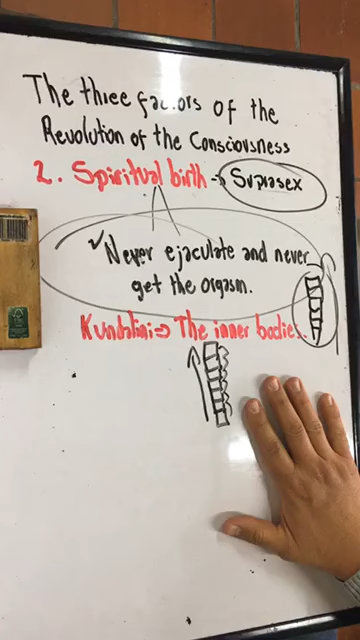 The three factors of the
Revolution of the Consciousness
2. Spiritual birth → Suprasex
✓ Never ejaculate and never
get the orgasm.
Kundalini ⇒ The inner bodies.